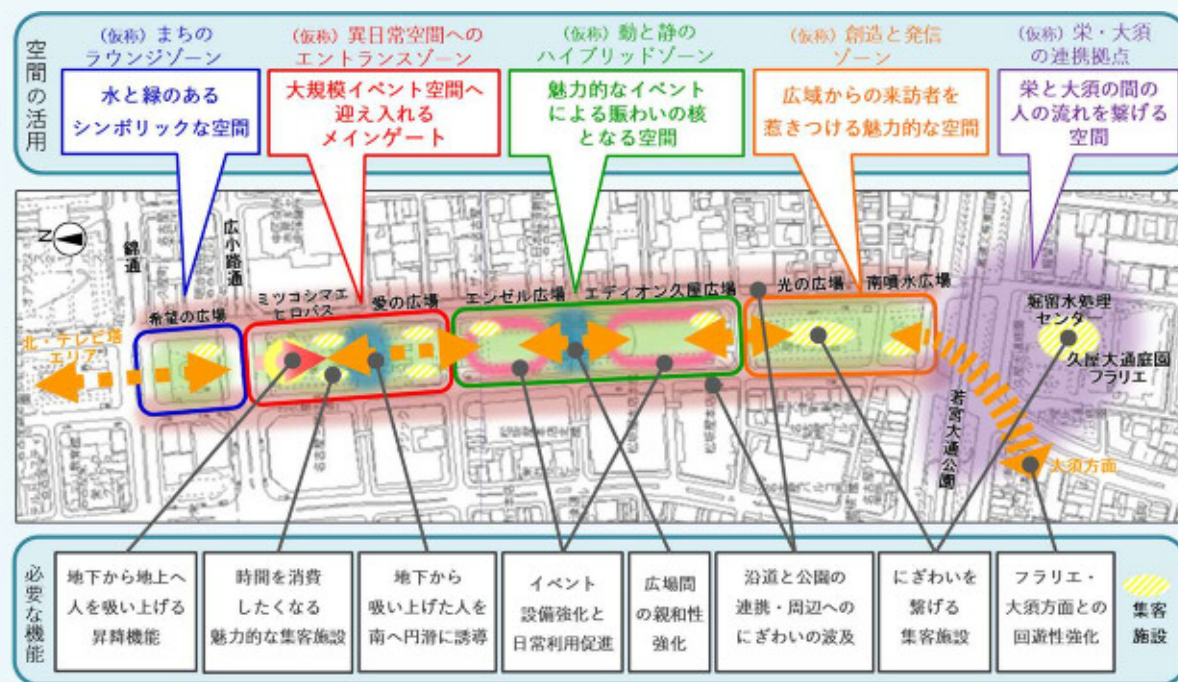 空間の活用
(仮称) まちの
ラウンジゾーン
水と緑のある
シンボリックな空間
(仮称) 異日常空間への
エントランスゾーン
大規模イベント空間へ
迎え入れる
メインゲート
(仮称) 動と静の
ハイブリッドゾーン
魅力的なイベント
による賑わいの核
となる空間
(仮称) 創造と発信
ゾーン
広域からの来訪者を
惹きつける魅力的な空間
(仮称) 栄・大須
の連携拠点
栄と大須の間の
人の流れを繋げる
空間
N
錦通
広小路通
北・テレビ塔
エリア
希望の広場
ミツコシマエ
ヒロバス
愛の広場
エンゼル広場
エディオン久屋広場
光の広場
南噴水広場
堀留水処理
センター
久屋大通庭園
フラリエ
若宮大通公園
大須方面
必要な機能
地下から地上へ
人を吸い上げる
昇降機能
時間を消費
したくなる
魅力的な集客施設
地下から
吸い上げた人を
南へ円滑に誘導
イベント
設備強化と
日常利用促進
広場間
の親和性
強化
沿道と公園の
連携・周辺への
にぎわいの波及
にぎわいを
繋げる
集客施設
フラリエ・
大須方面との
回遊性強化
集客
施設